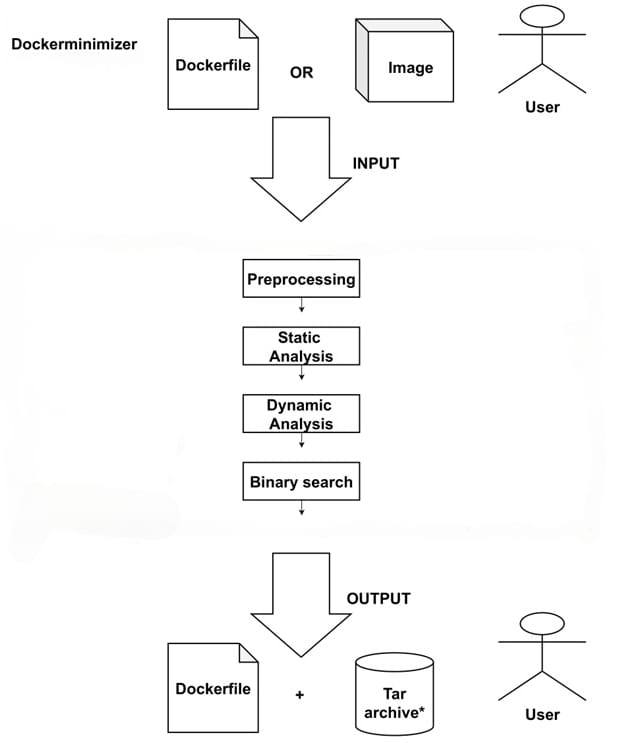 Dockerminimizer
Dockerfile
OR
Image
User
INPUT
Preprocessing
Static
Analysis
Dynamic
Analysis
Binary search
OUTPUT
Dockerfile
+
Tar
archive*
User